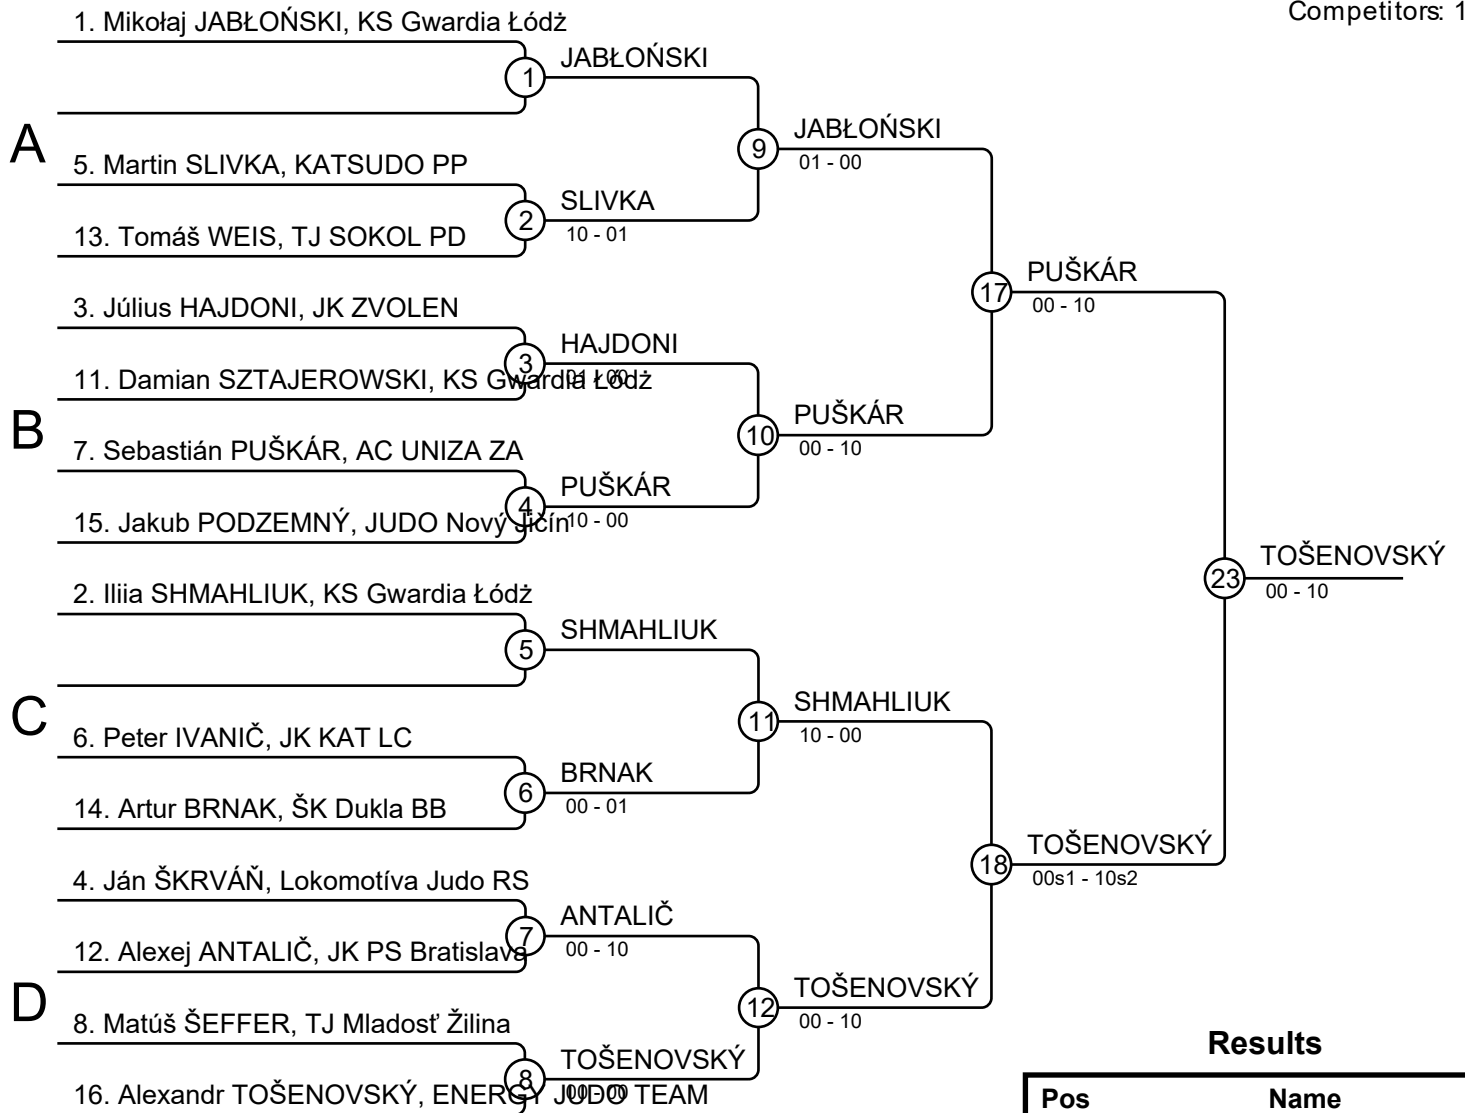 Competitors: 1
1. Mikołaj JABŁOŃSKI, KS Gwardia Łódż
JABŁOŃSKI
1
A
JABŁOŃSKI
9
01 - 00
5. Martin SLIVKA, KATSUDO PP
SLIVKA
2
10 - 01
13. Tomáš WEIS, TJ SOKOL PD
PUŠKÁR
17
00 - 10
3. Július HAJDONI, JK ZVOLEN
HAJDONI
3
01 - 00
11. Damian SZTAJEROWSKI, KS Gwardia Łódż
B
PUŠKÁR
10
00 - 10
7. Sebastián PUŠKÁR, AC UNIZA ZA
PUŠKÁR
4
10 - 00
15. Jakub PODZEMNÝ, JUDO Nový Jičín
TOŠENOVSKÝ
23
00 - 10
2. Iliia SHMAHLIUK, KS Gwardia Łódż
SHMAHLIUK
5
C
SHMAHLIUK
11
10 - 00
6. Peter IVANIČ, JK KAT LC
BRNAK
6
00 - 01
14. Artur BRNAK, ŠK Dukla BB
TOŠENOVSKÝ
18
00s1 - 10s2
4. Ján ŠKRVÁŇ, Lokomotíva Judo RS
ANTALIČ
7
00 - 10
12. Alexej ANTALIČ, JK PS Bratislava
D
TOŠENOVSKÝ
12
00 - 10
8. Matúš ŠEFFER, TJ Mladosť Žilina
TOŠENOVSKÝ
8
16. Alexandr TOŠENOVSKÝ, ENERGY JUDO TEAM
Results
Pos Name